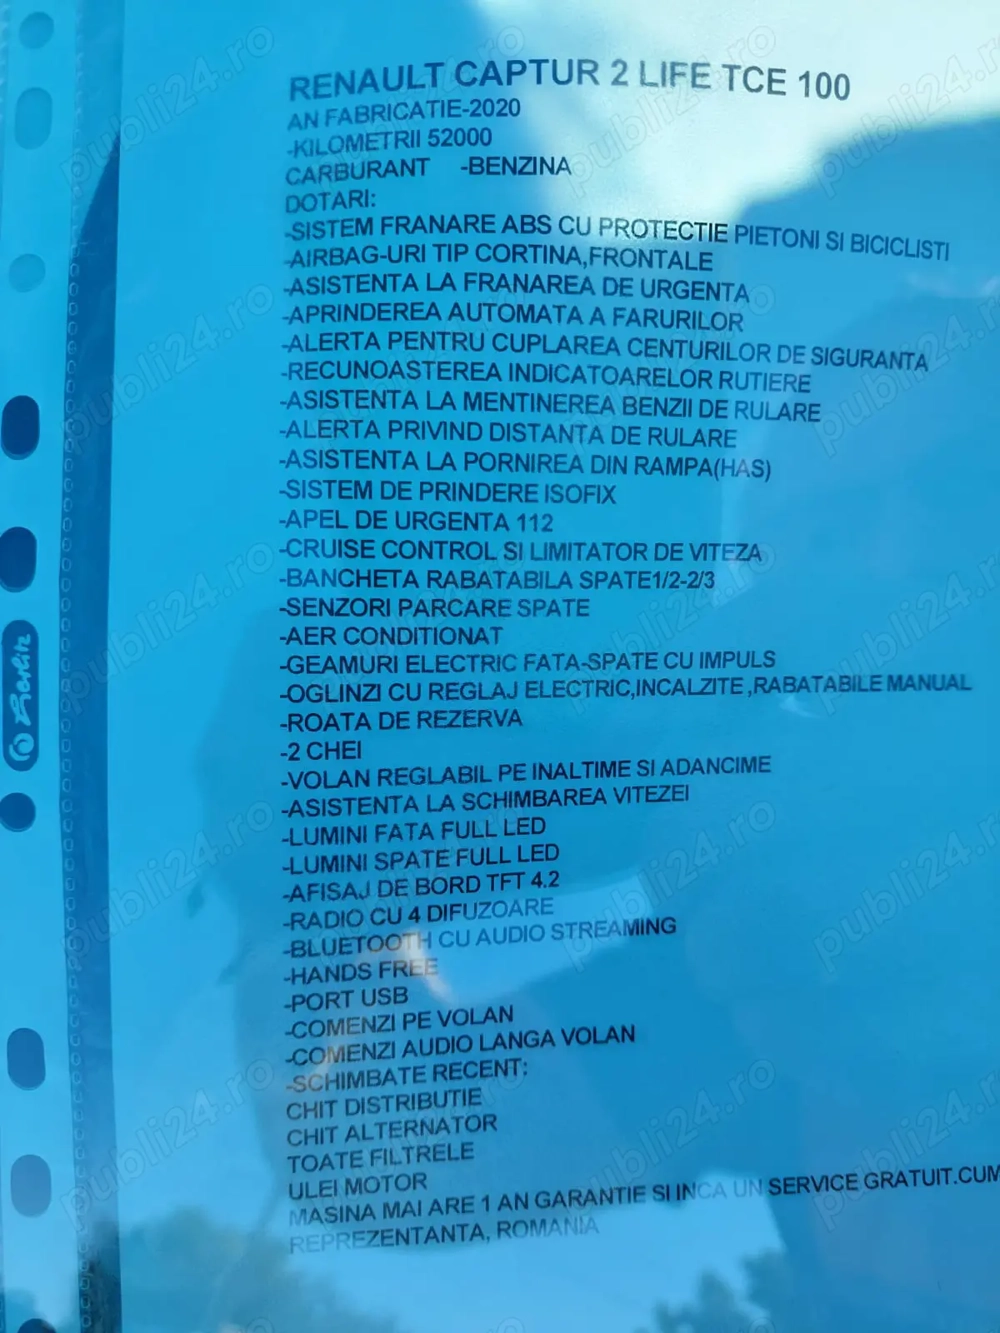 RENAULT CAPTUR 2 LIFE TCE 100
AN FABRICATIE-2020
-KILOMETRII 52000
CARBURANT -BENZINA
DOTARI:
-SISTEM FRANARE ABS CU PROTECTIE PIETONI SI BICICLISTI
-AIRBAG-URI TIP CORTINA,FRONTALE
-ASISTENTA LA FRANAREA DE URGENTA
-APRINDEREA AUTOMATA A FARURILOR
-ALERTA PENTRU CUPLAREA CENTURILOR DE SIGURANTA
-RECUNOASTEREA INDICATOARELOR RUTIERE
-ASISTENTA LA MENTINEREA BENZII DE RULARE
-ALERTA PRIVIND DISTANTA DE RULARE
-ASISTENTA LA PORNIREA DIN RAMPA(HAS)
-SISTEM DE PRINDERE ISOFIX
-APEL DE URGENTA 112
-CRUISE CONTROL SI LIMITATOR DE VITEZA
-BANCHETA RABATABILA SPATE1/2-2/3
-SENZORI PARCARE SPATE
-AER CONDITIONAT
-GEAMURI ELECTRIC FATA-SPATE CU IMPULS
-OGLINZI CU REGLAJ ELECTRIC,INCALZITE ,RABATABILE MANUAL
-ROATA DE REZERVA
-2 CHEI
-VOLAN REGLABIL PE INALTIME SI ADANCIME
-ASISTENTA LA SCHIMBAREA VITEZEI
-LUMINI FATA FULL LED
-LUMINI SPATE FULL LED
-AFISAJ DE BORD TFT 4.2
-RADIO CU 4 DIFUZOARE
-BLUETOOTH CU AUDIO STREAMING
-HANDS FREE
-PORT USB
-COMENZI PE VOLAN
-COMENZI AUDIO LANGA VOLAN
-SCHIMBATE RECENT:
CHIT DISTRIBUTIE
CHIT ALTERNATOR
TOATE FILTRELE
ULEI MOTOR
MASINA MAI ARE 1 AN GARANTIE SI INCA UN SERVICE GRATUIT.CUM
REPREZENTANTA, ROMANIA
Berlitz
publi24.ro